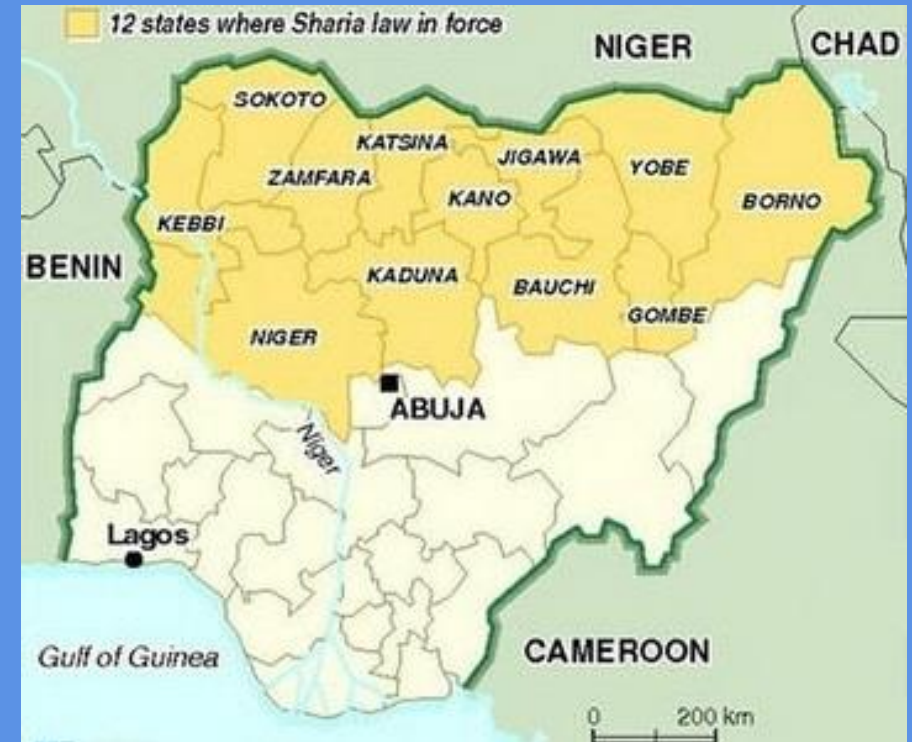 12 states where Sharia law in force
NIGER
CHAD
SOKOTO
KATSINA
JIGAWA
YOBE
ZAMFARA
KANO
BORNO
KEBBI
BENIN
KADUNA
BAUCHI
GOMBE
NIGER
ABUJA
Niger
Lagos
Gulf of Guinea
CAMEROON
0 200 km